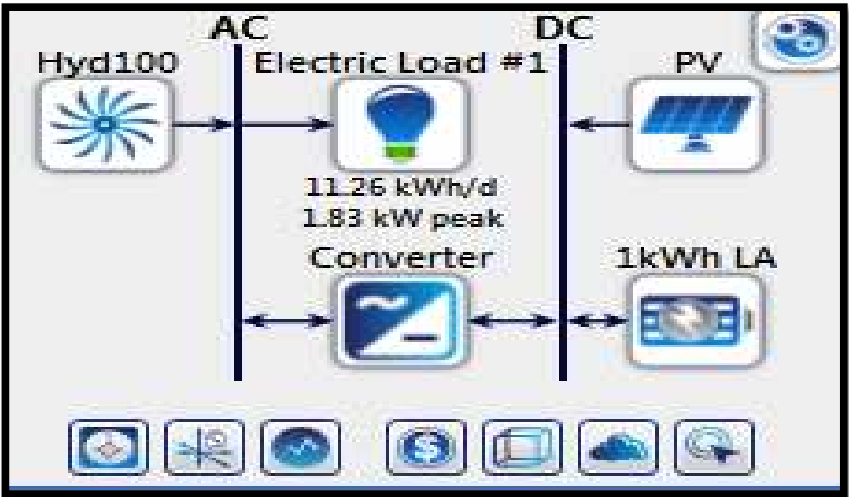 AC DC
Hyd100 Electric Load #1 PV
11.26 kWh/d
1.83 kW peak
Converter 1kWh LA
$